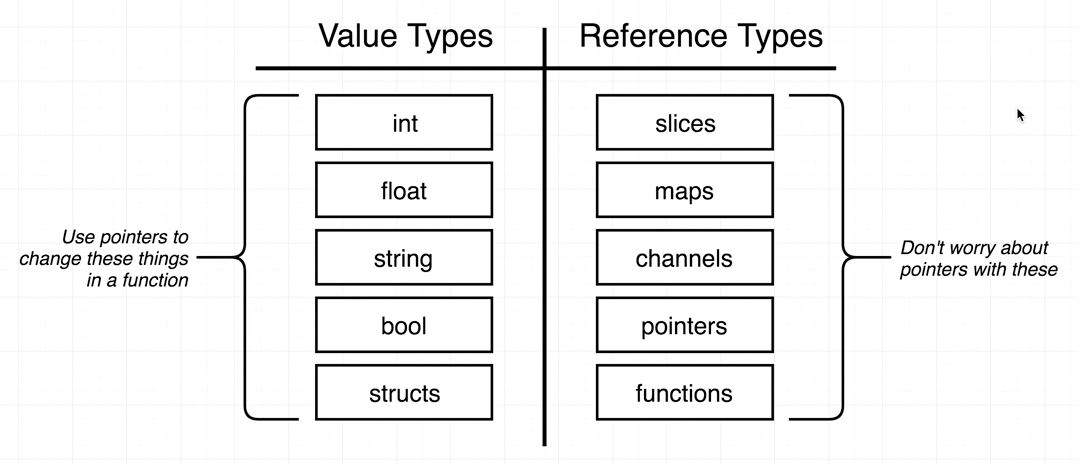 Value Types
Reference Types
int
float
string
bool
structs
slices
maps
channels
pointers
functions
Use pointers to
change these things
in a function
Don't worry about
pointers with these